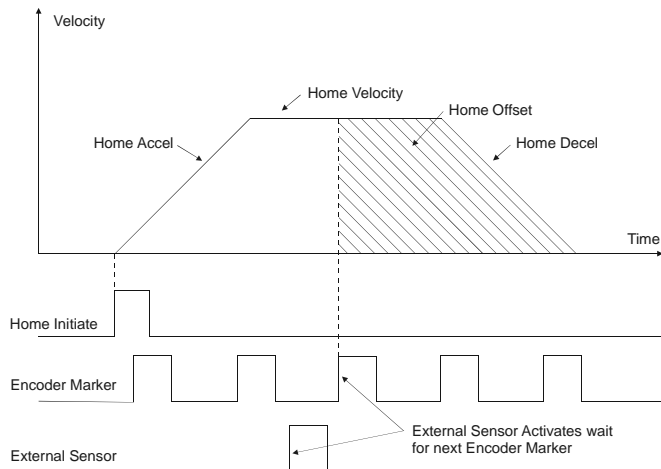 Velocity
Home Velocity
Home Offset
Home Accel
Home Decel
Time
Home Initiate
Encoder Marker
External Sensor Activates wait
for next Encoder Marker
External Sensor